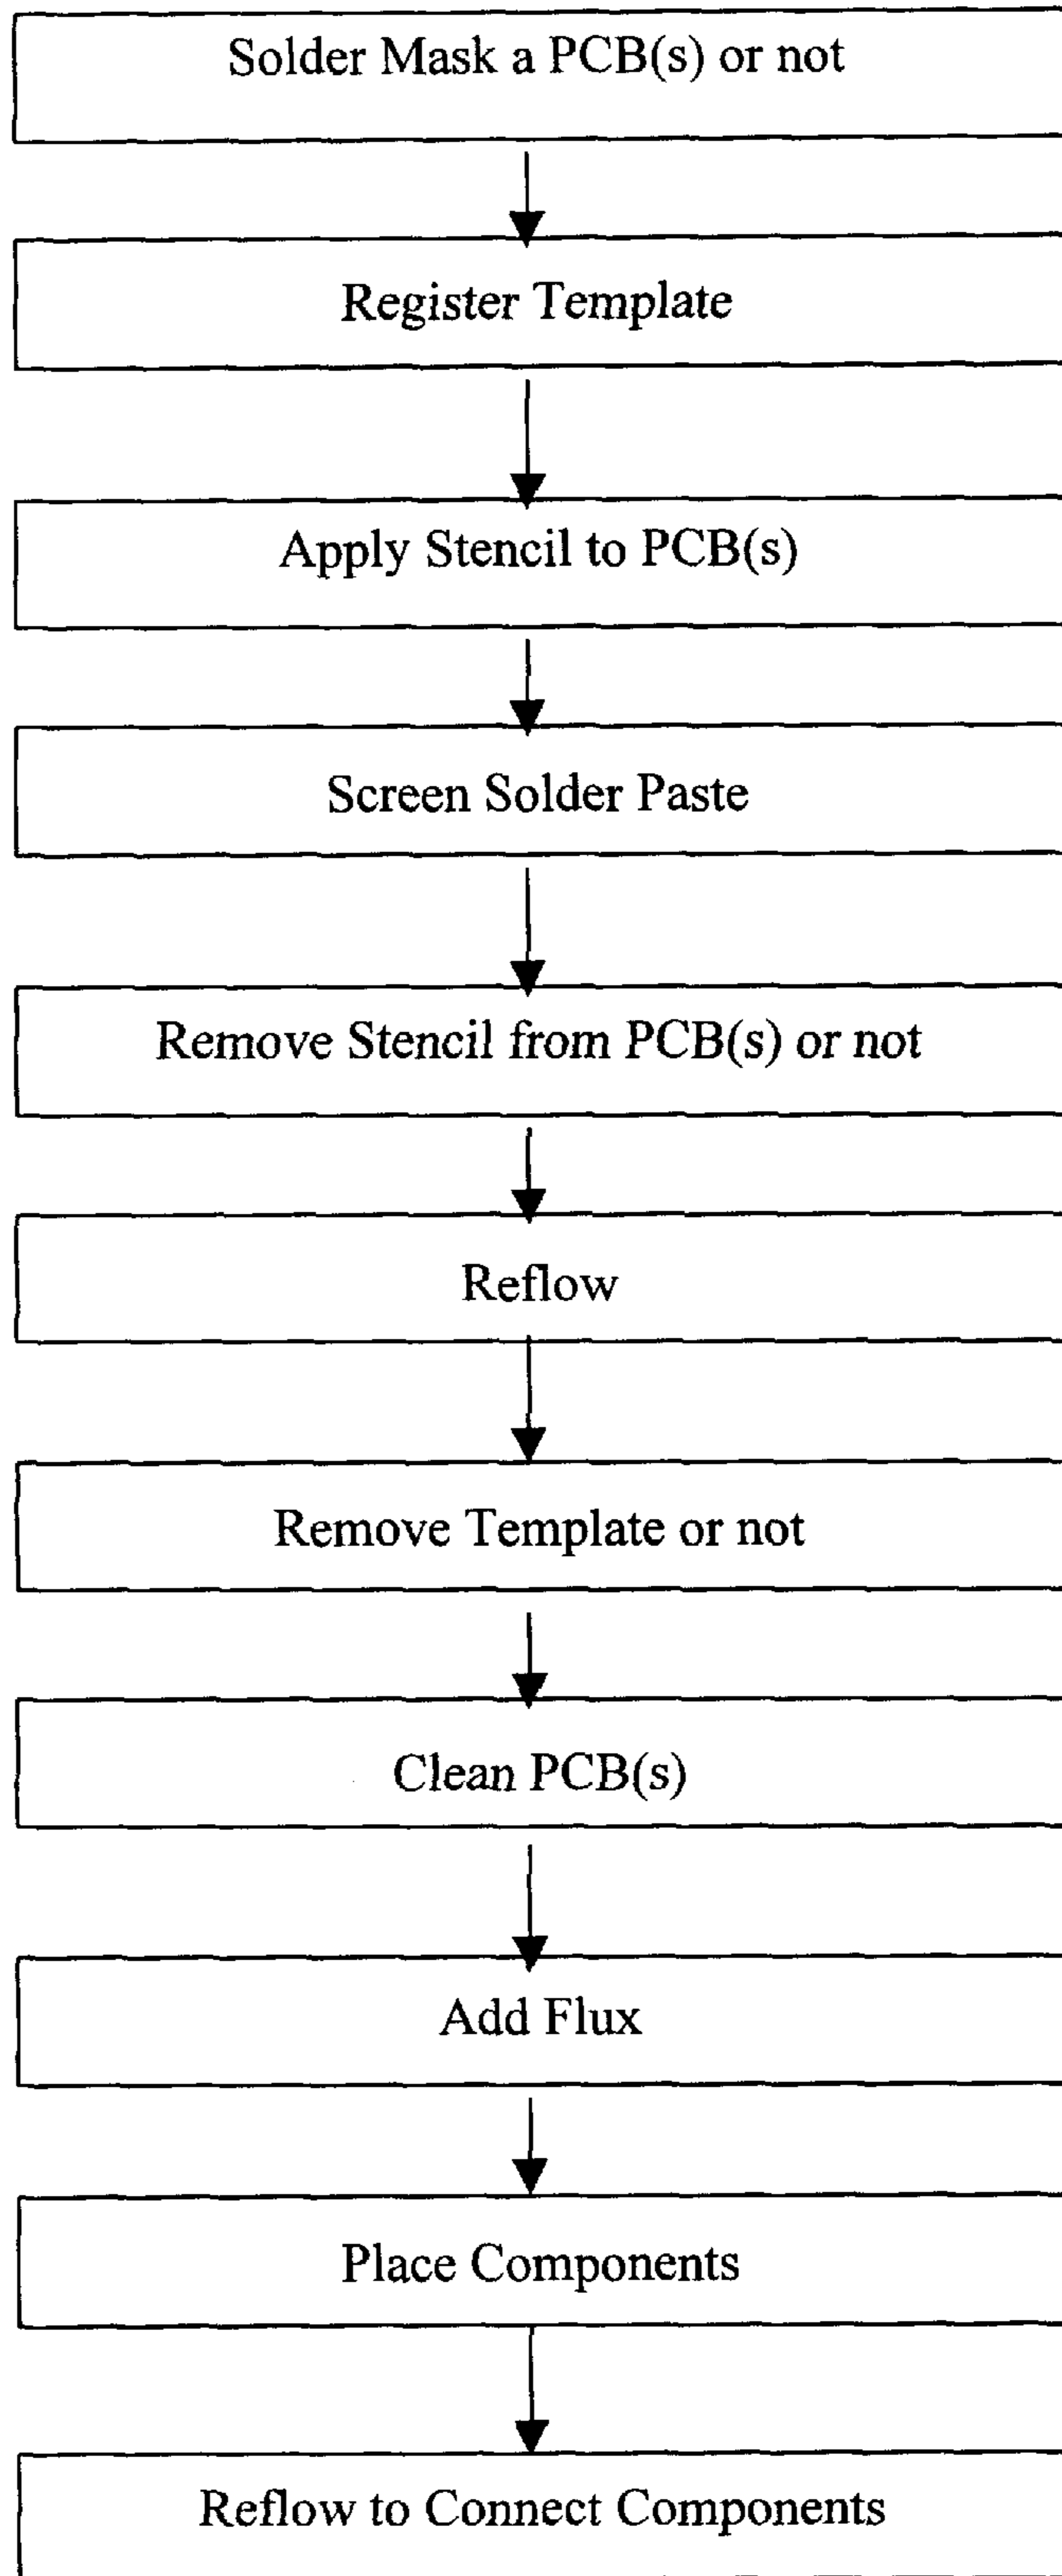 Solder Mask a PCB(s) or not
Register Template
Apply Stencil to PCB(s)
Screen Solder Paste
Remove Stencil from PCB(s) or not
Reflow
Remove Template or not
Clean PCB(s)
Add Flux
Place Components
Reflow to Connect Components